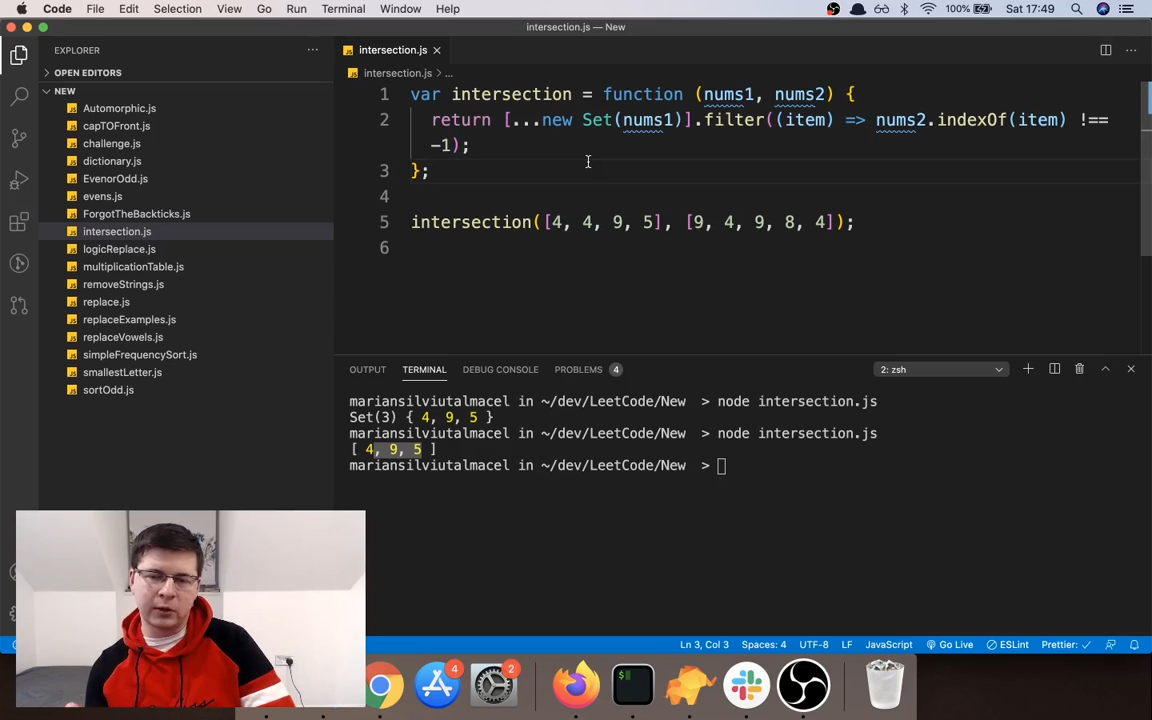 Code File Edit Selection View Go Run Terminal Window Help 100% Sat 17:49
intersection.js — New
EXPLORER
OPEN EDITORS
NEW
Automorphic.js
capTOFront.js
challenge.js
dictionary.js
EvenorOdd.js
evens.js
ForgotTheBackticks.js
intersection.js
logicReplace.js
multiplicationTable.js
removeStrings.js
replace.js
replaceExamples.js
replaceVowels.js
simpleFrequencySort.js
smallestLetter.js
sortOdd.js
intersection.js
intersection.js > ...
1 var intersection = function (nums1, nums2) {
2 return [...new Set(nums1)].filter((item) => nums2.indexOf(item) !==
-1);
3 };
4
5 intersection([4, 4, 9, 5], [9, 4, 9, 8, 4]);
6
OUTPUT TERMINAL DEBUG CONSOLE PROBLEMS 4 2: zsh
mariansilviutalmacel in ~/dev/LeetCode/New > node intersection.js
Set(3) { 4, 9, 5 }
mariansilviutalmacel in ~/dev/LeetCode/New > node intersection.js
[ 4, 9, 5 ]
mariansilviutalmacel in ~/dev/LeetCode/New >
Ln 3, Col 3 Spaces: 4 UTF-8 LF JavaScript Go Live ESLint Prettier: ✓
4 2